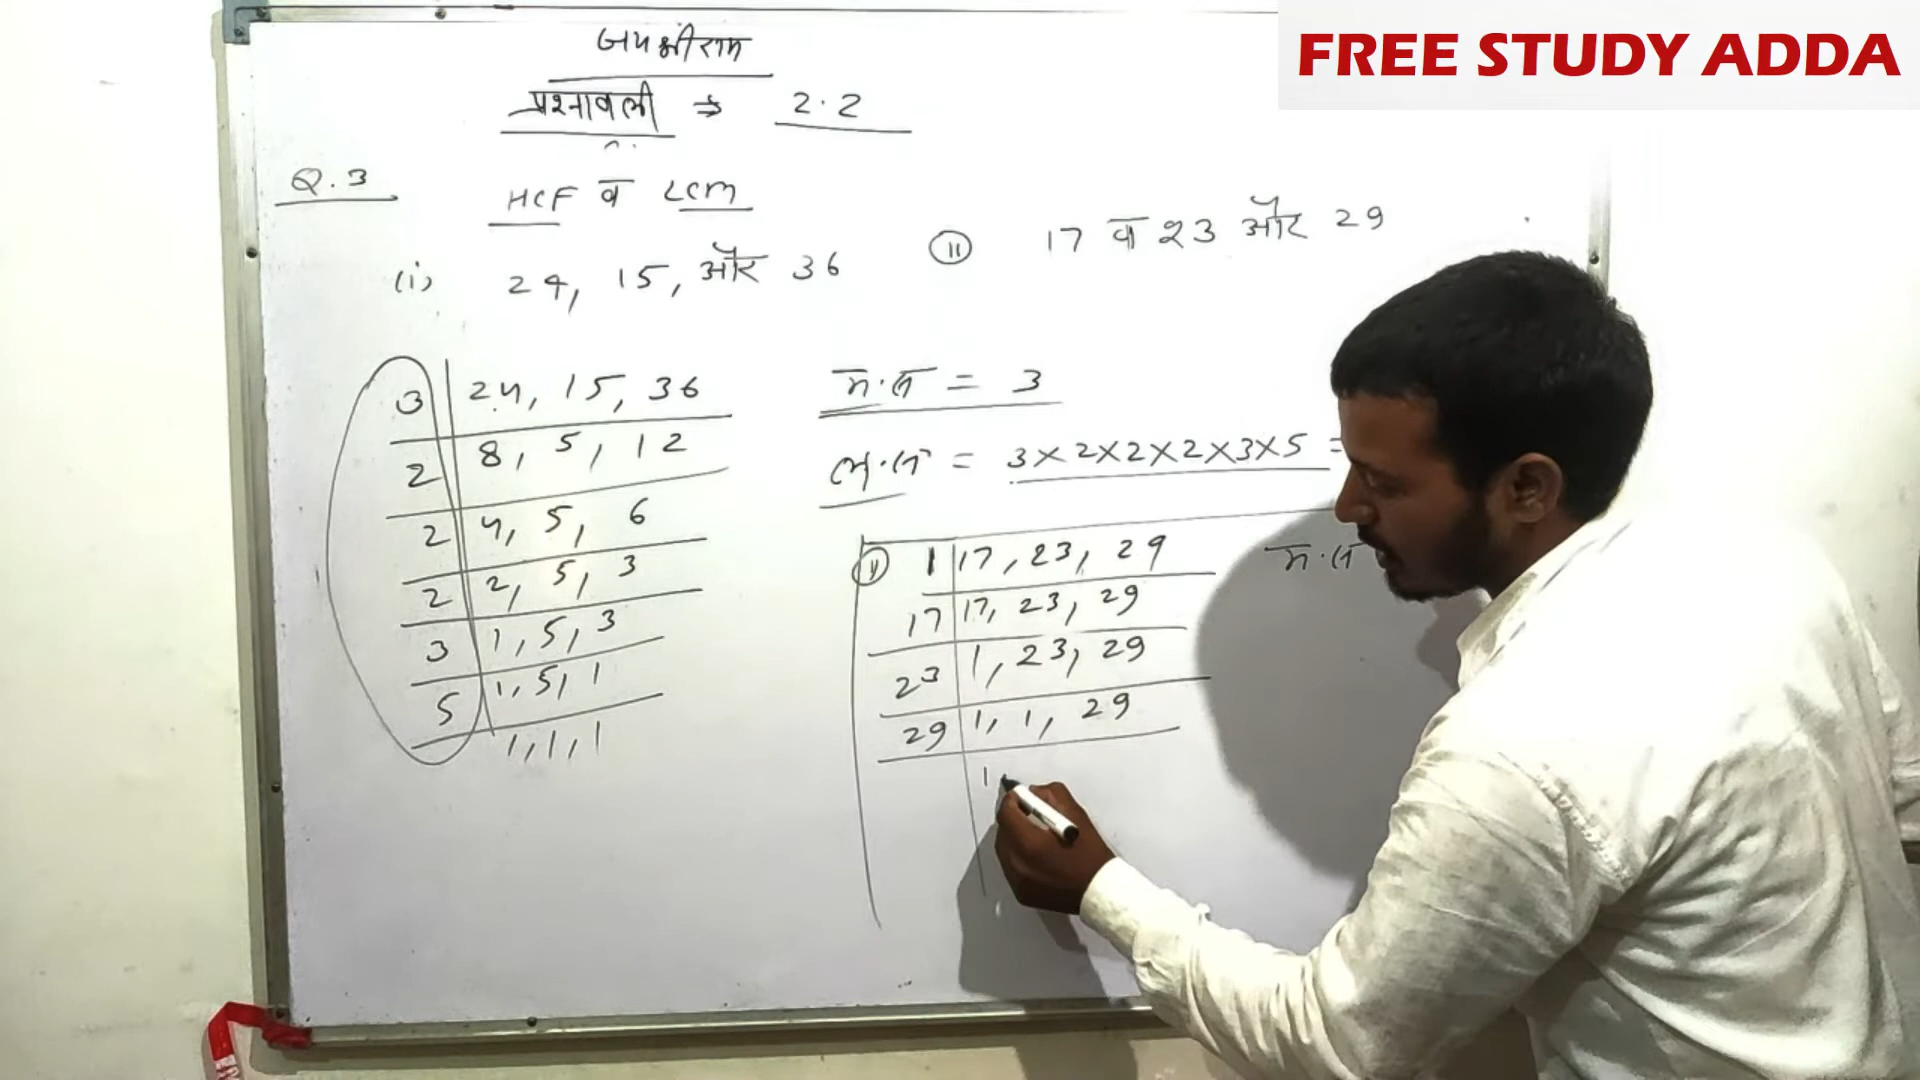 FREE STUDY ADDA
जय श्री राम
प्रश्नावली ⇒ 2.2
Q.3 HCF व LCM
(i) 24, 15, और 36
(ii) 17 व 23 और 29
3 | 24, 15, 36
2 | 8, 5, 12
2 | 4, 5, 6
2 | 2, 5, 3
3 | 1, 5, 3
5 | 1, 5, 1
1, 1, 1
म.स = 3
ल.स = 3×2×2×2×3×5 =
(ii) 1 | 17, 23, 29
17 | 17, 23, 29
23 | 1, 23, 29
29 | 1, 1, 29
1
म.स